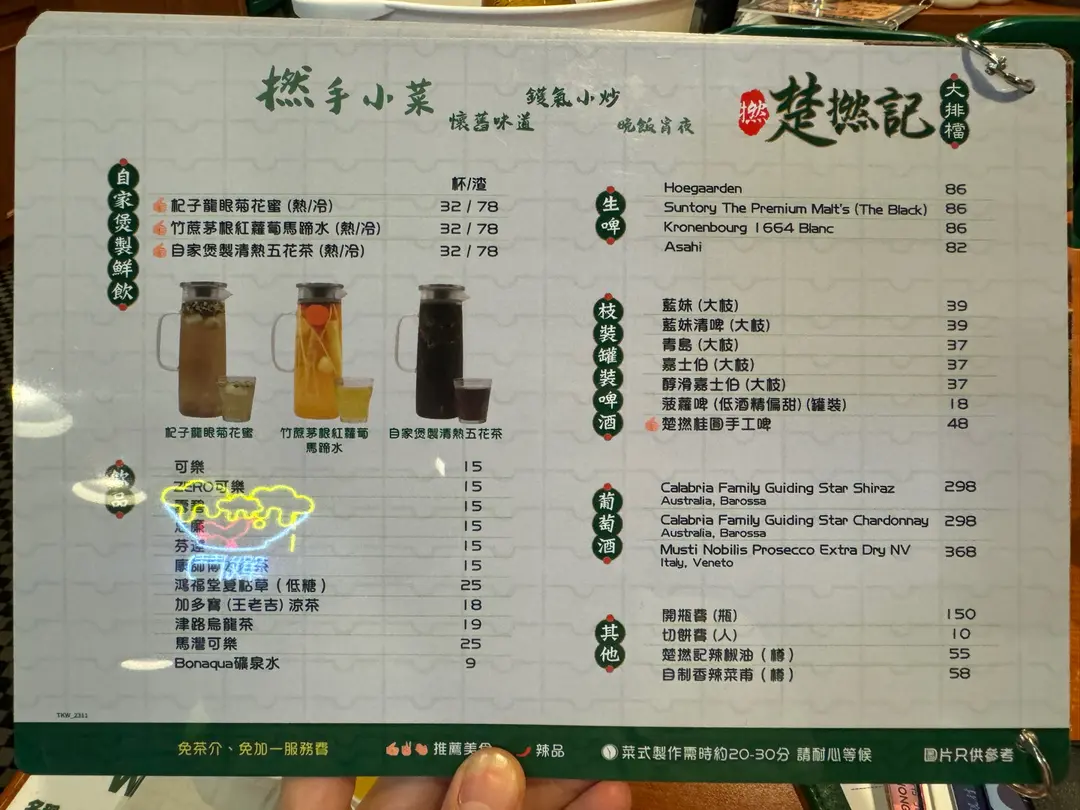 撚手小菜
鑊氣小炒
懷舊味道
晚飯宵夜
撚
楚撚記
大排檔
自家煲製鮮飲
杯/渣
杞子龍眼菊花蜜 (熱/冷) 32 / 78
竹蔗茅根紅蘿蔔馬蹄水 (熱/冷) 32 / 78
自家煲製清熱五花茶 (熱/冷) 32 / 78
杞子龍眼菊花蜜
竹蔗茅根紅蘿蔔
馬蹄水
自家煲製清熱五花茶
飲品
可樂 15
ZERO可樂 15
15
15
芬達 15
康師傅 茶 15
鴻福堂夏枯草 ( 低糖 ) 25
加多寶 (王老吉) 涼茶 18
津路烏龍茶 19
馬灑可樂 25
Bonaqua礦泉水 9
TKW_2311
生啤
Hoegaarden 86
Suntory The Premium Malt's (The Black) 86
Kronenbourg 1664 Blanc 86
Asahi 82
枝裝罐裝啤酒
藍妹 (大枝) 39
藍妹清啤 (大枝) 39
青島 (大枝) 37
嘉士伯 (大枝) 37
醇滑嘉士伯 (大枝) 37
菠蘿啤 (低酒精偏甜) (罐裝) 18
楚撚桂圓手工啤 48
葡萄酒
Calabria Family Guiding Star Shiraz 298
Australia, Barossa
Calabria Family Guiding Star Chardonnay 298
Australia, Barossa
Musti Nobilis Prosecco Extra Dry NV 368
Italy, Veneto
其他
開瓶費 (瓶) 150
切餅費 (人) 10
楚撚記辣椒油 ( 樽 ) 55
自制香辣菜甫 ( 樽 ) 58
免茶介、免加一服務費
推薦美食
辣品
菜式製作需時約20-30分 請耐心等候
圖片只供參考